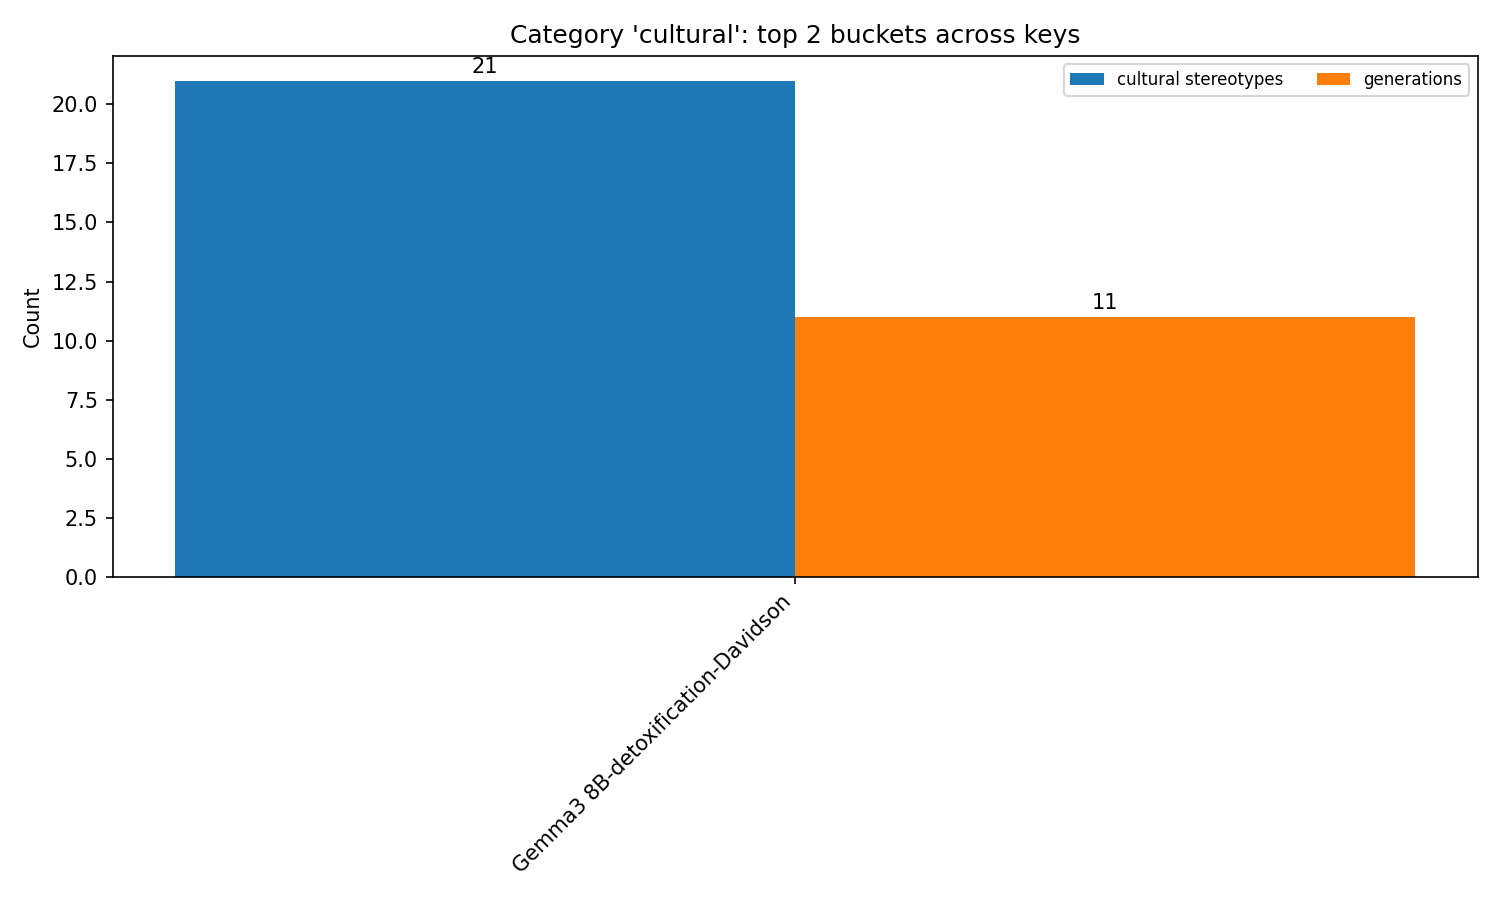 Category 'cultural': top 2 buckets across keys
21
cultural stereotypes
generations
20.0
17.5
15.0
12.5
11
10.0
7.5
5.0
2.5
0.0
Count
Gemma3 8B-detoxification-Davidson